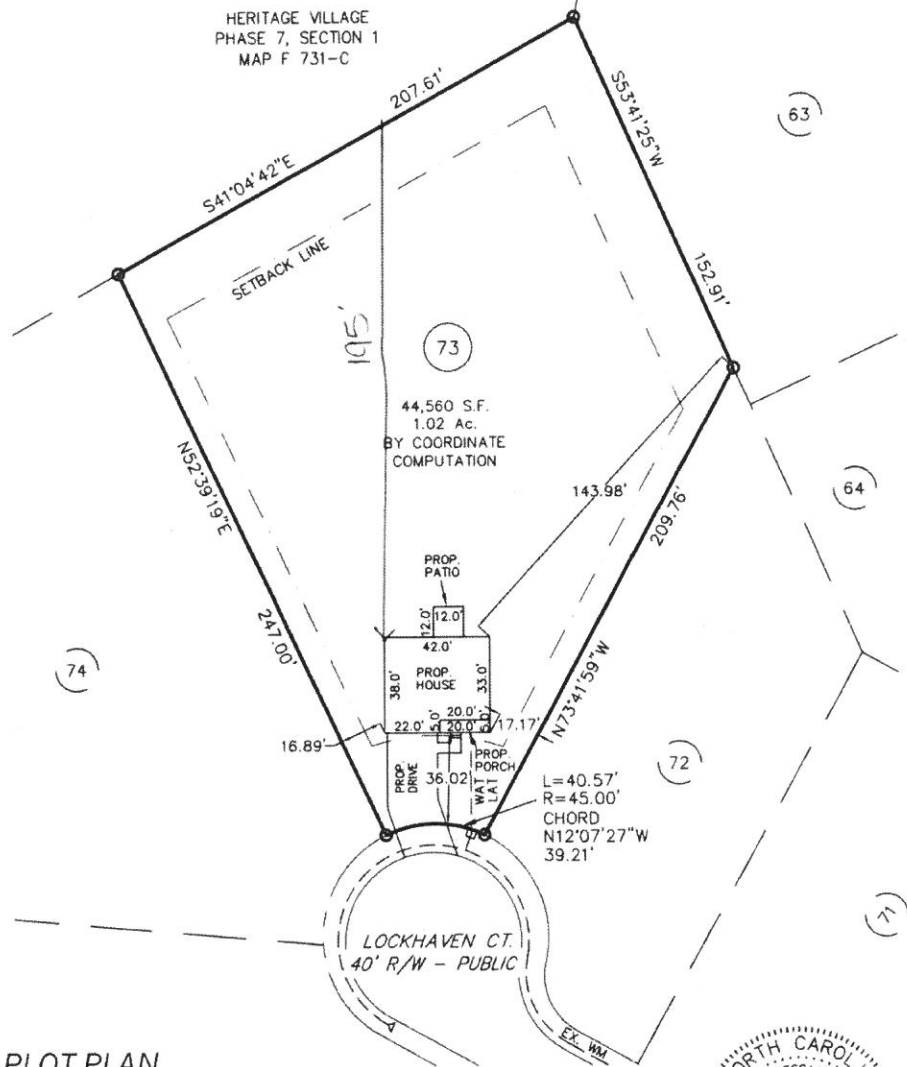 HERITAGE VILLAGE
PHASE 7, SECTION 1
MAP F 731-C
207.61'
S41°04'42"E
S53°41'25"W
63
SETBACK LINE
152.91'
195'
73
44,560 S.F.
1.02 Ac.
BY COORDINATE
COMPUTATION
N52°39'19"E
143.98'
209.76'
64
PROP.
PATIO
12.0'
12.0'
42.0'
247.00'
74
PROP.
HOUSE
38.0'
33.0'
20.0'
22.0'
5.0'
20.0'
5.0'
17.17'
N73°41'59"W
16.89'
PROP.
DRIVE
36.02
WAT
LAT
PROP.
PORCH
72
L=40.57'
R=45.00'
CHORD
N12°07'27"W
39.21'
71
LOCKHAVEN CT.
40' R/W - PUBLIC
EX. WM
PLOT PLAN
ORTH CAROL